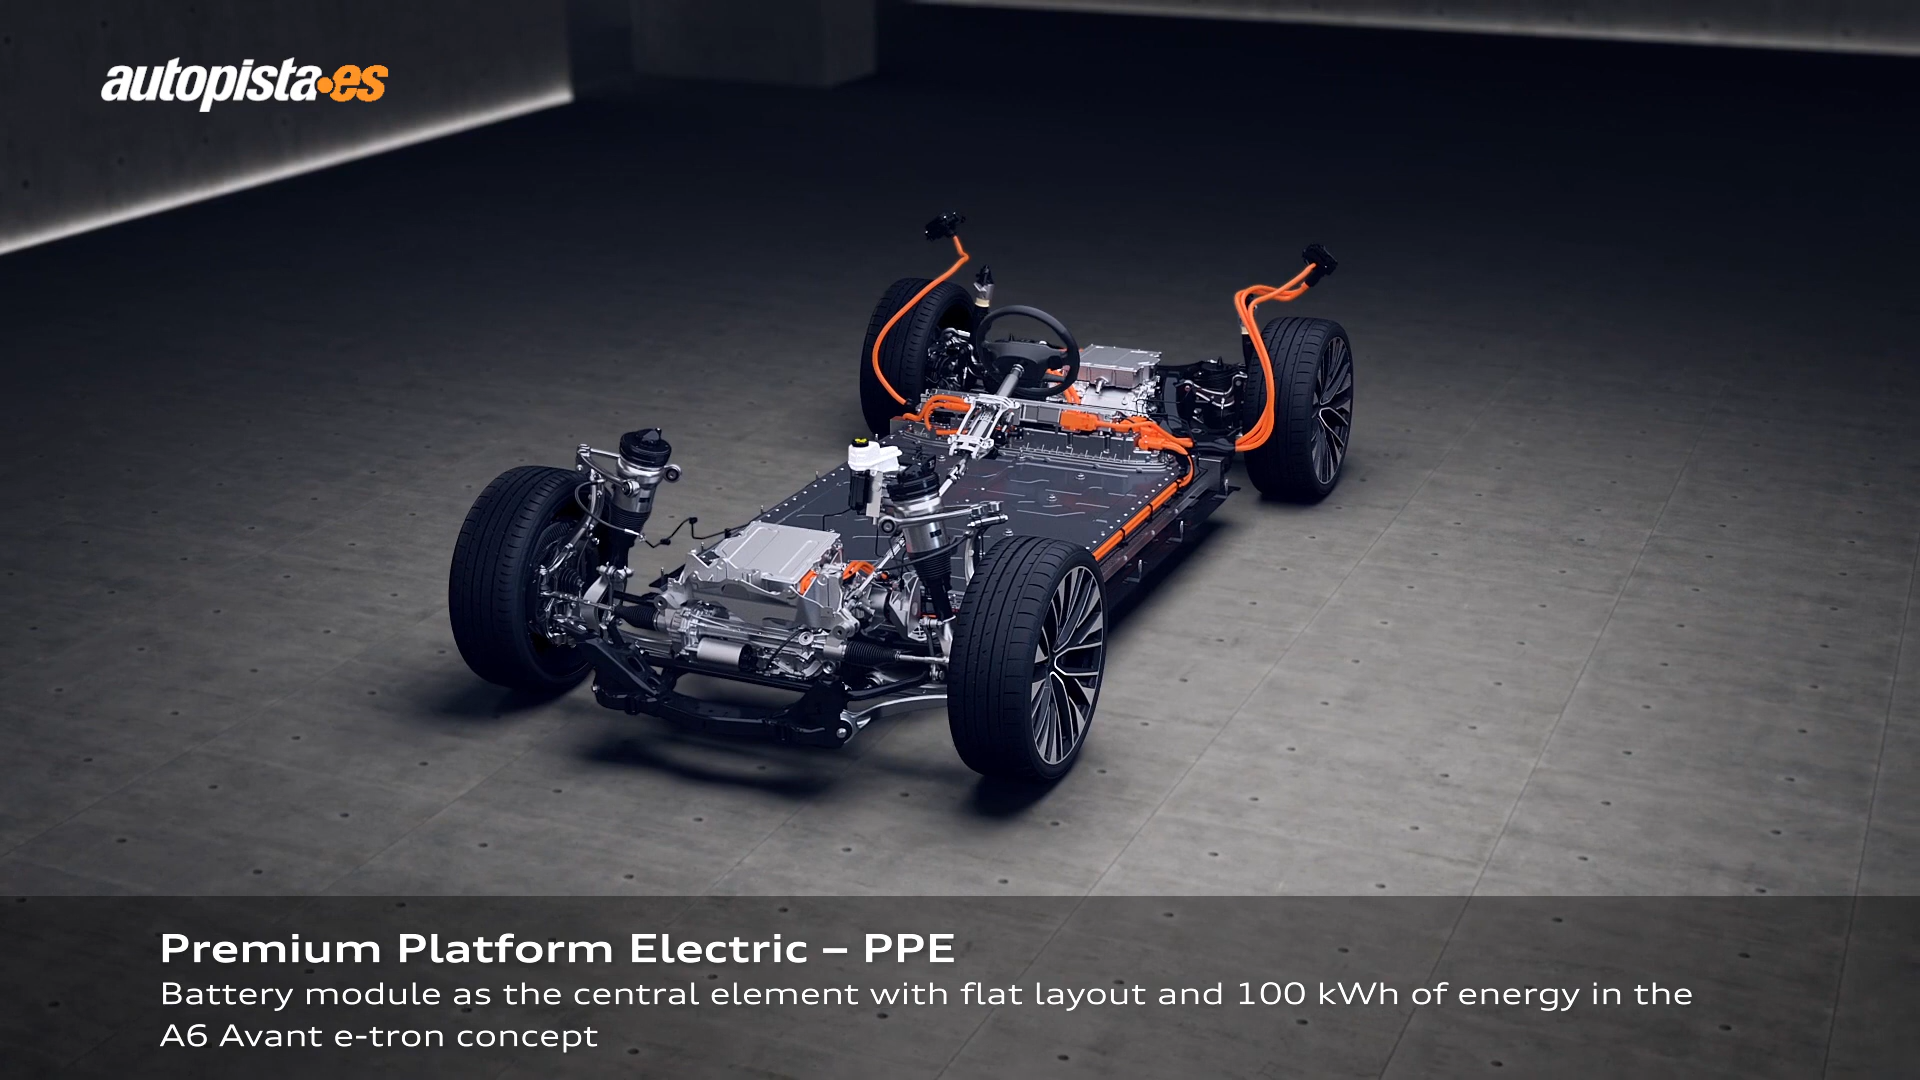 autopista.es
Premium Platform Electric – PPE
Battery module as the central element with flat layout and 100 kWh of energy in the
A6 Avant e-tron concept